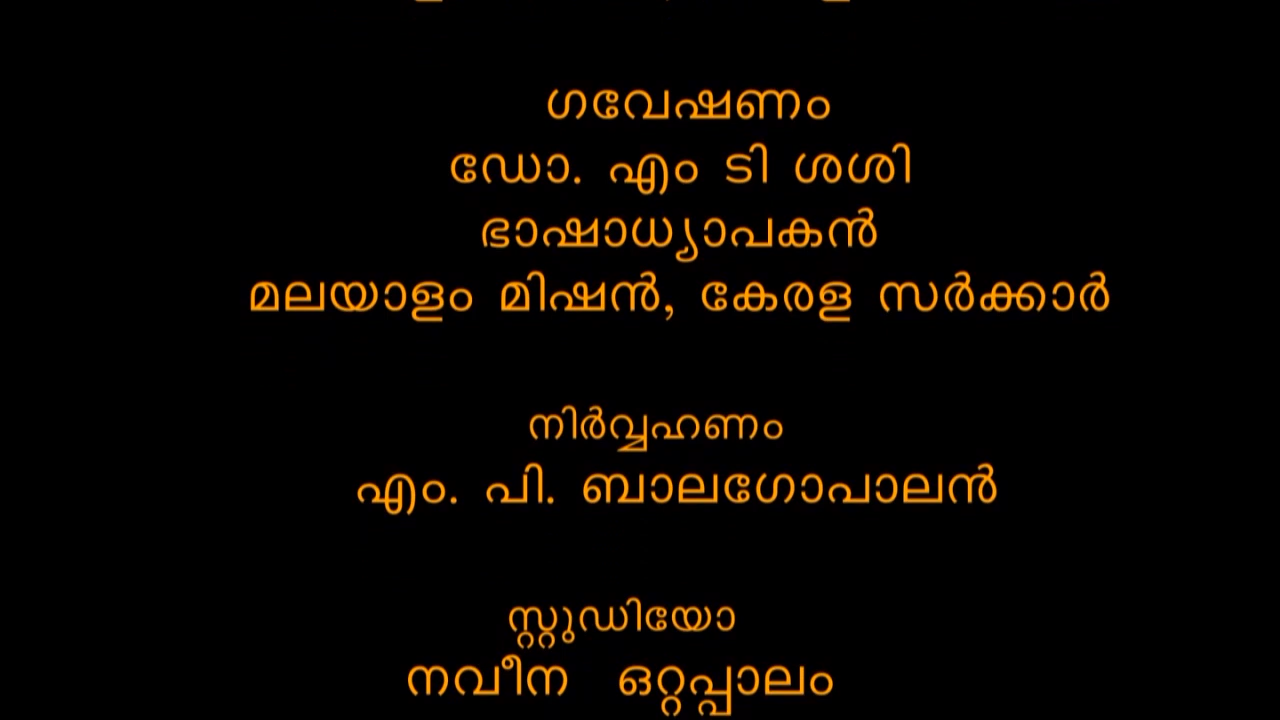 ഗവേഷണം
ഡോ. എം ടി ശശി
ഭാഷാധ്യാപകൻ
മലയാളം മിഷൻ, കേരള സർക്കാർ
നിർവ്വഹണം
എം. പി. ബാലഗോപാലൻ
സ്റ്റുഡിയോ
നവീന ഒറ്റപ്പാലം